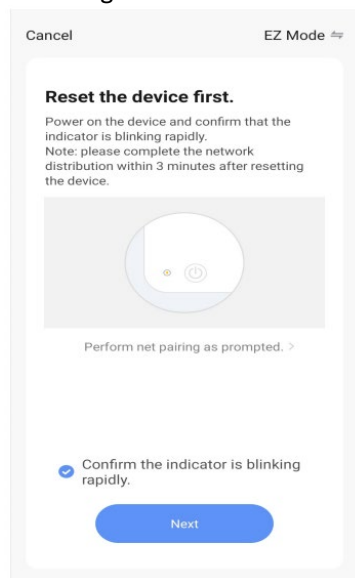 Cancel
EZ Mode
Reset the device first.
Power on the device and confirm that the
indicator is blinking rapidly.
Note: please complete the network
distribution within 3 minutes after resetting
the device.
Perform net pairing as prompted. >
Confirm the indicator is blinking
rapidly.
Next